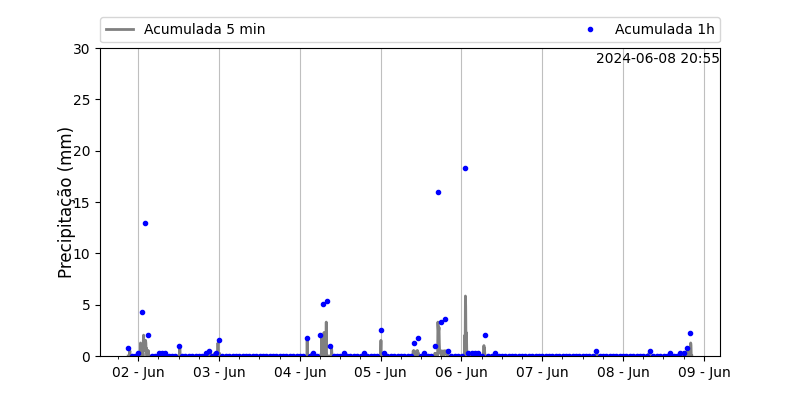 Acumulada 5 min
Acumulada 1h
2024-06-08 20:55
Precipitação (mm)
30
25
20
15
10
5
0
02 - Jun
03 - Jun
04 - Jun
05 - Jun
06 - Jun
07 - Jun
08 - Jun
09 - Jun